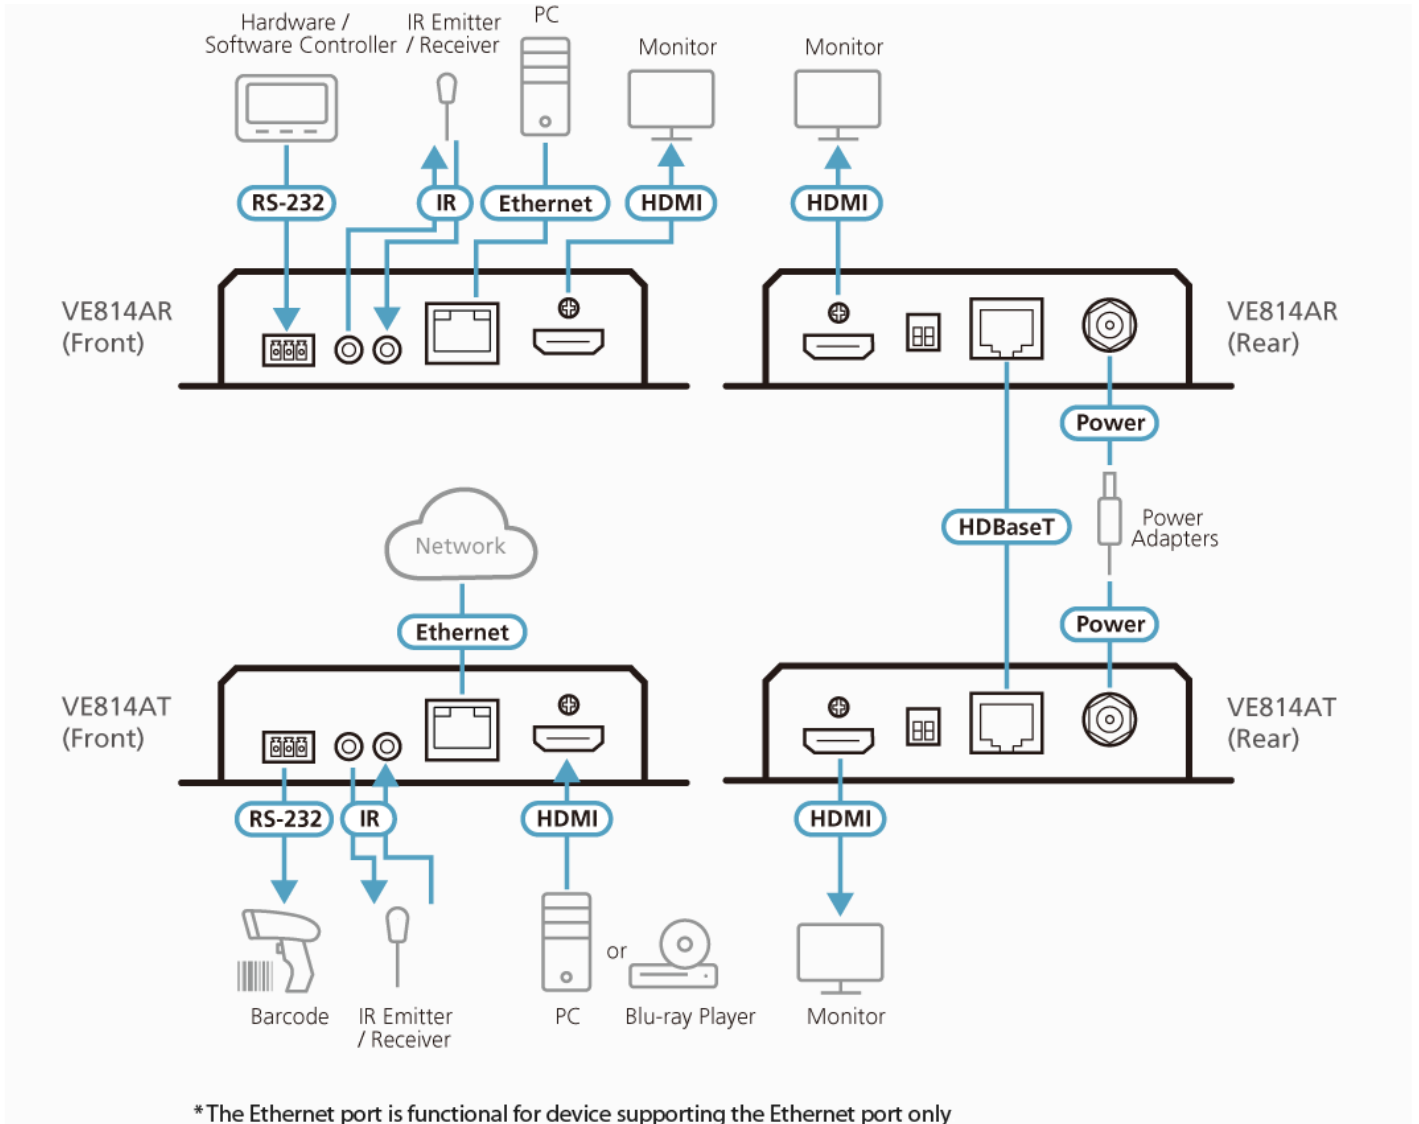 Hardware /
Software Controller
IR Emitter
/ Receiver
PC
Monitor
Monitor
RS-232
IR
Ethernet
HDMI
HDMI
VE814AR
(Front)
VE814AR
(Rear)
Power
HDBaseT
Power
Adapters
Power
Network
Ethernet
VE814AT
(Front)
VE814AT
(Rear)
RS-232
IR
HDMI
HDMI
or
Barcode
IR Emitter
/ Receiver
PC
Blu-ray Player
Monitor
*The Ethernet port is functional for device supporting the Ethernet port only